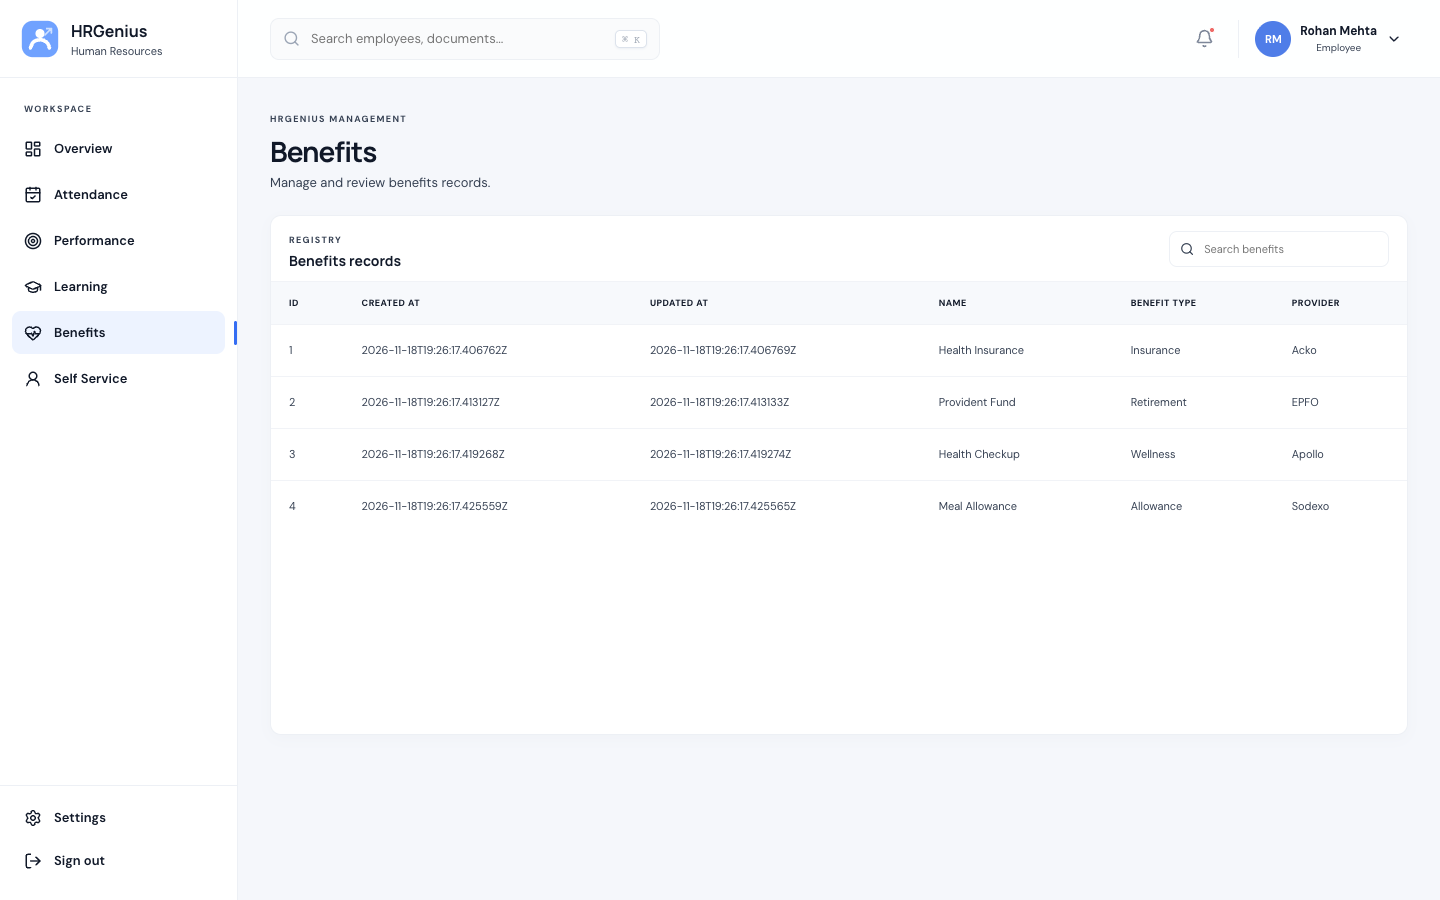 HRGenius
Human Resources
Search employees, documents...
⌘ K
RM
Rohan Mehta
Employee
WORKSPACE
Overview
Attendance
Performance
Learning
Benefits
Self Service
Settings
Sign out
HRGENIUS MANAGEMENT
Benefits
Manage and review benefits records.
REGISTRY
Benefits records
Search benefits
ID CREATED AT UPDATED AT NAME BENEFIT TYPE PROVIDER
1 2026-11-18T19:26:17.406762Z 2026-11-18T19:26:17.406769Z Health Insurance Insurance Acko
2 2026-11-18T19:26:17.413127Z 2026-11-18T19:26:17.413133Z Provident Fund Retirement EPFO
3 2026-11-18T19:26:17.419268Z 2026-11-18T19:26:17.419274Z Health Checkup Wellness Apollo
4 2026-11-18T19:26:17.425559Z 2026-11-18T19:26:17.425565Z Meal Allowance Allowance Sodexo